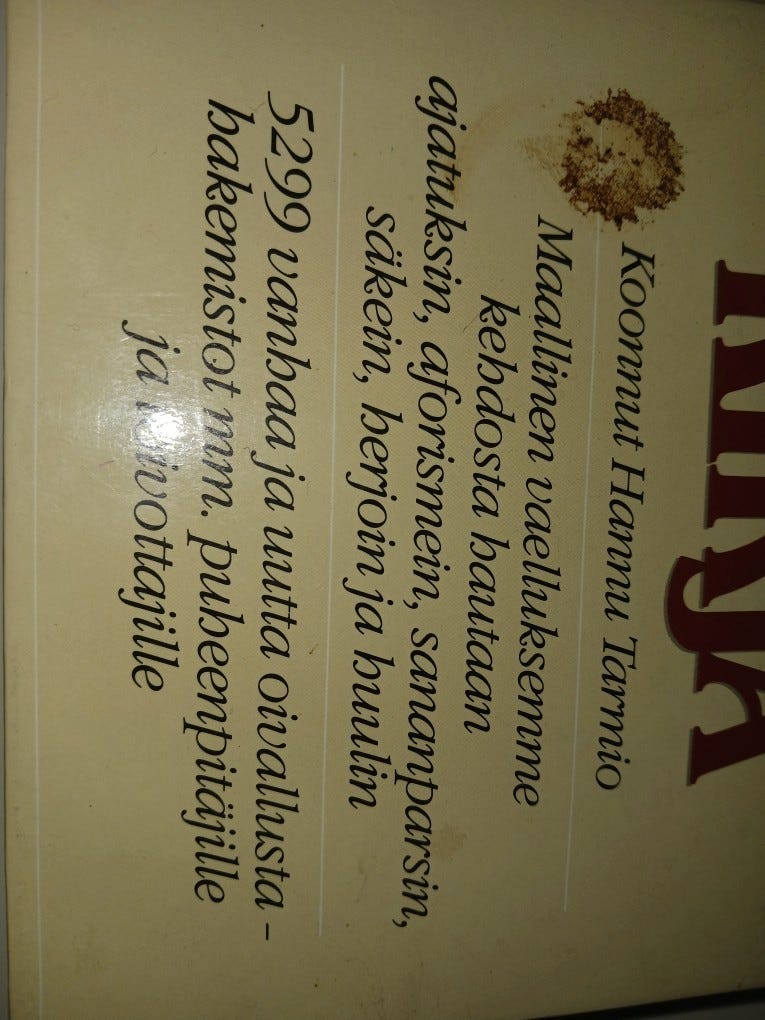 KIRJA
Koonnut Hannu Tarmio
Maallinen vaelluksemme
kehdosta hautaan
ajatuksin, aforismein, sananparsin,
säkein, herjoin ja huulin
5299 vanhaa ja uutta oivallusta -
hakemistot mm. puheenpitäjille
ja